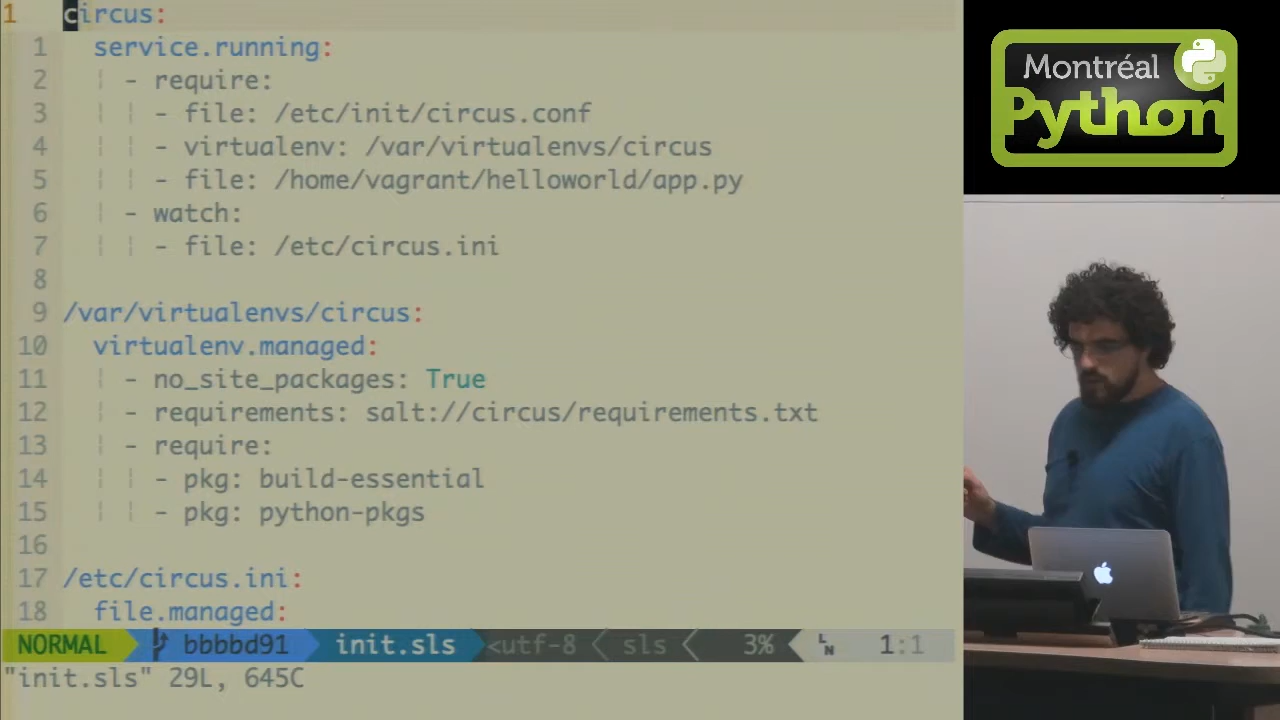 1 circus:
1 service.running:
2 - require:
3 - file: /etc/init/circus.conf
4 - virtualenv: /var/virtualenvs/circus
5 - file: /home/vagrant/helloworld/app.py
6 - watch:
7 - file: /etc/circus.ini
8
9 /var/virtualenvs/circus:
10 virtualenv.managed:
11 - no_site_packages: True
12 - requirements: salt://circus/requirements.txt
13 - require:
14 - pkg: build-essential
15 - pkg: python-pkgs
16
17 /etc/circus.ini:
18 file.managed:
NORMAL bbbbd91 init.sls <utf-8 sls 3% LN 1:1
"init.sls" 29L, 645C
Montréal
Python